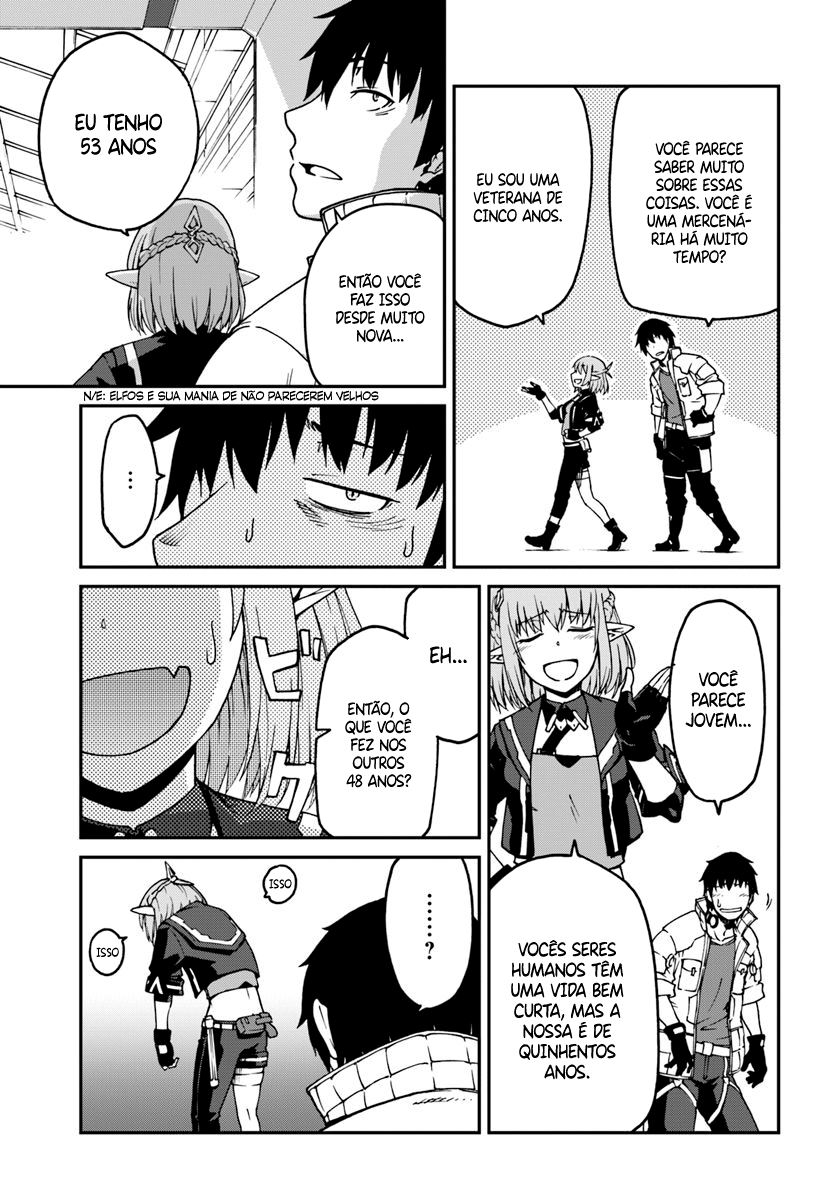 VOCÊ PARECE
SABER MUITO
SOBRE ESSAS
COISAS. VOCÊ É
UMA MERCENÁ-
RIA HÁ MUITO
TEMPO?
EU SOU UMA
VETERANA DE
CINCO ANOS.
ENTÃO VOCÊ
FAZ ISSO
DESDE MUITO
NOVA...
EU TENHO
53 ANOS
N/E: ELFOS E SUA MANIA DE NÃO PARECEREM VELHOS
...
VOCÊ
PARECE
JOVEM...
VOCÊS SERES
HUMANOS TÊM
UMA VIDA BEM
CURTA, MAS A
NOSSA É DE
QUINHENTOS
ANOS.
EH...
ENTÃO, O
QUE VOCÊ
FEZ NOS
OUTROS
48 ANOS?
ビクッ
......?
ISSO
ISSO